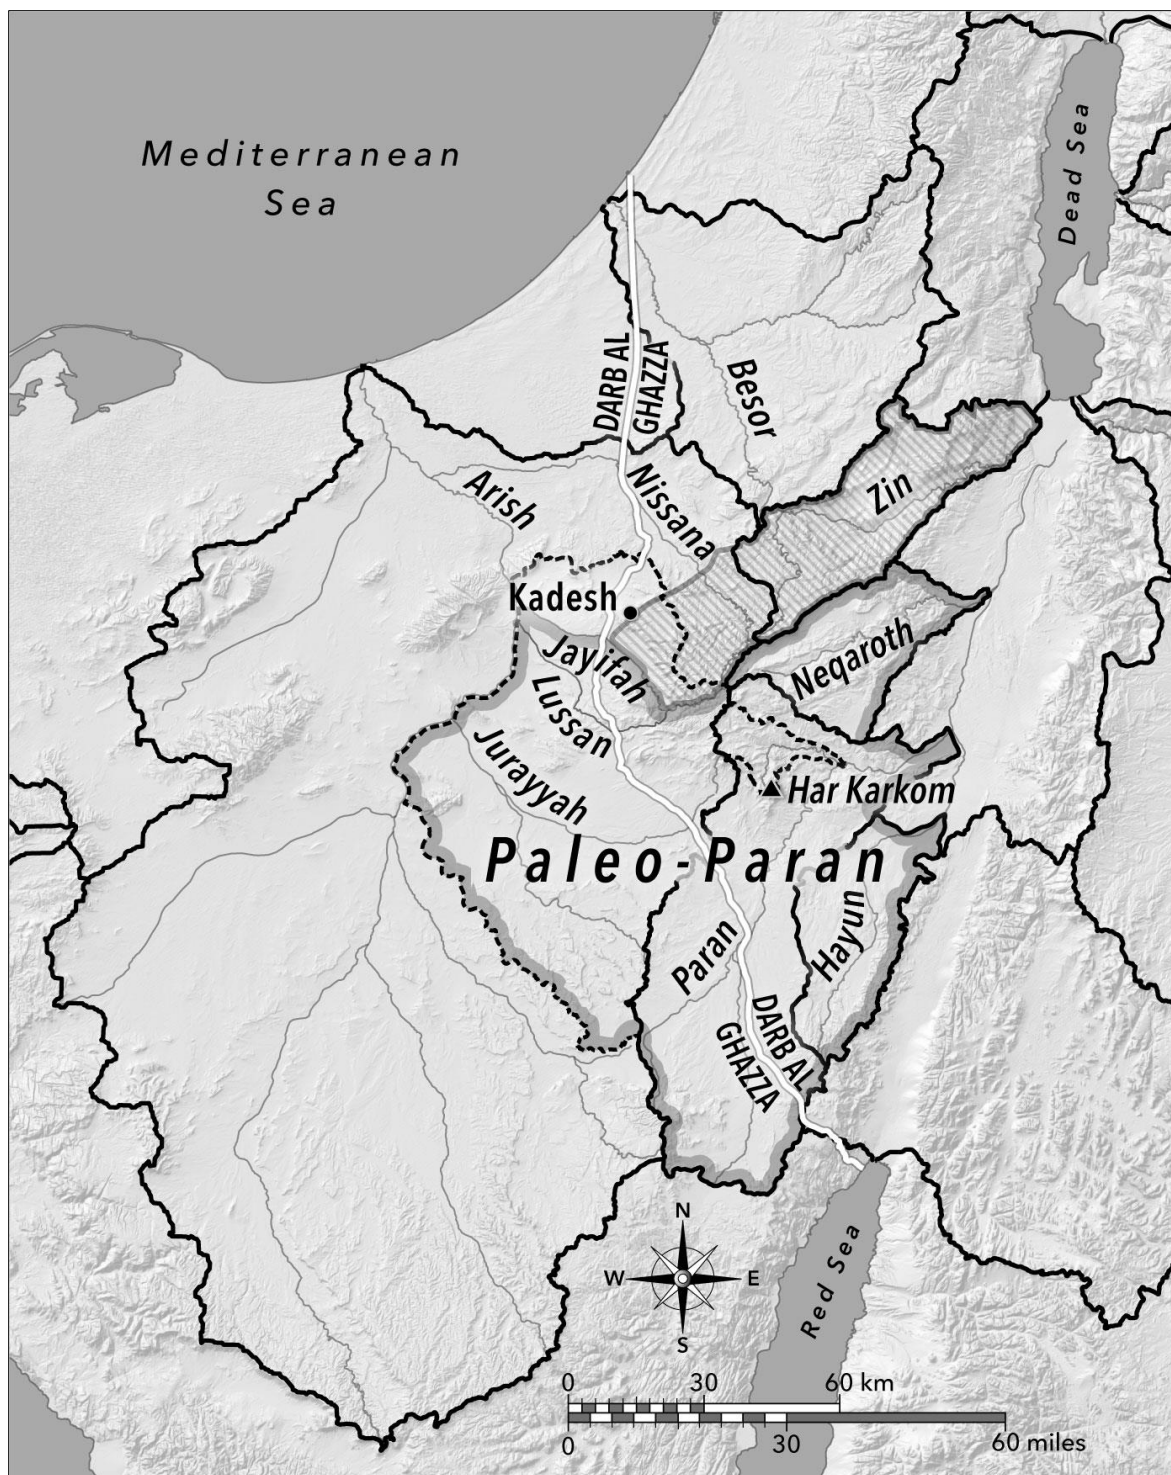 Mediterranean
Sea
Dead Sea
DARB AL
GHAZZA
Besor
Zin
Arish
Nissana
Kadesh
Jayifah
Neqaroth
Lussan
Jurayyah
Har Karkom
Paleo-Paran
Hayun
Paran
DARB AL
GHAZZA
N
W E
S
Red Sea
0 30 60 km
0 30 60 miles